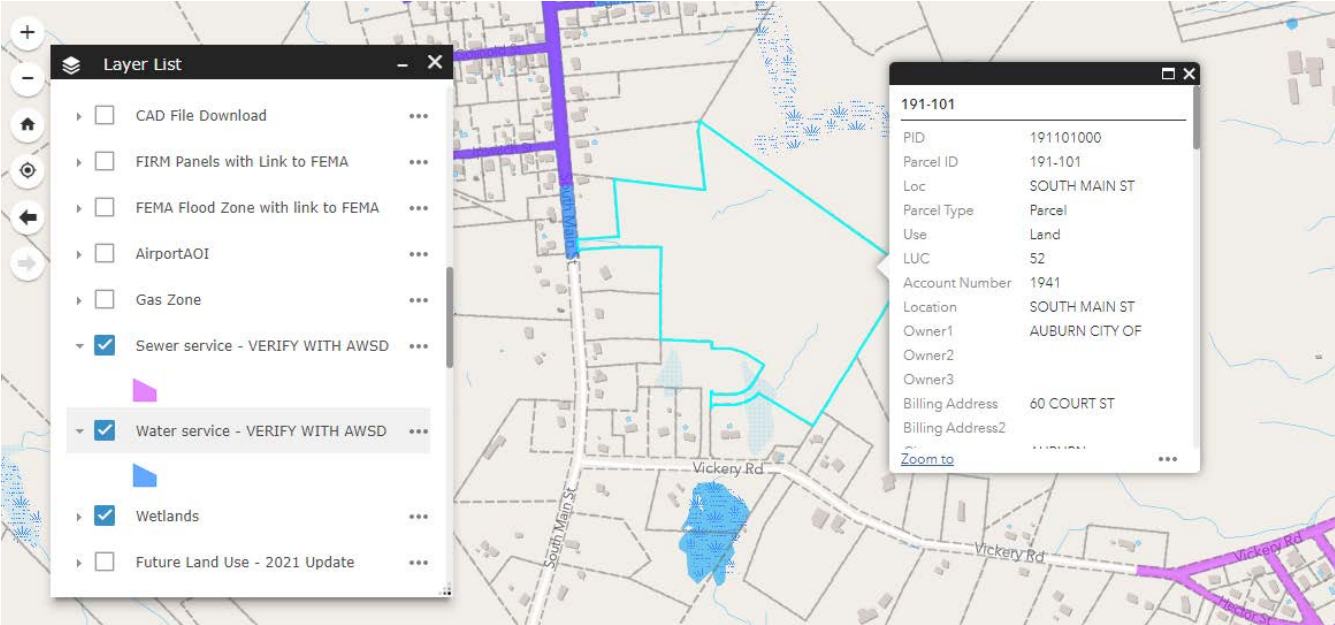 Layer List
CAD File Download
FIRM Panels with Link to FEMA
FEMA Flood Zone with link to FEMA
AirportAOI
Gas Zone
Sewer service - VERIFY WITH AWSD
Water service - VERIFY WITH AWSD
Wetlands
Future Land Use - 2021 Update
South Main St
South Main St
Vickery Rd
Vickery Rd
Vickery Rd
Hector St
191-101
PID 191101000
Parcel ID 191-101
Loc SOUTH MAIN ST
Parcel Type Parcel
Use Land
LUC 52
Account Number 1941
Location SOUTH MAIN ST
Owner1 AUBURN CITY OF
Owner2
Owner3
Billing Address 60 COURT ST
Billing Address2
Zoom to